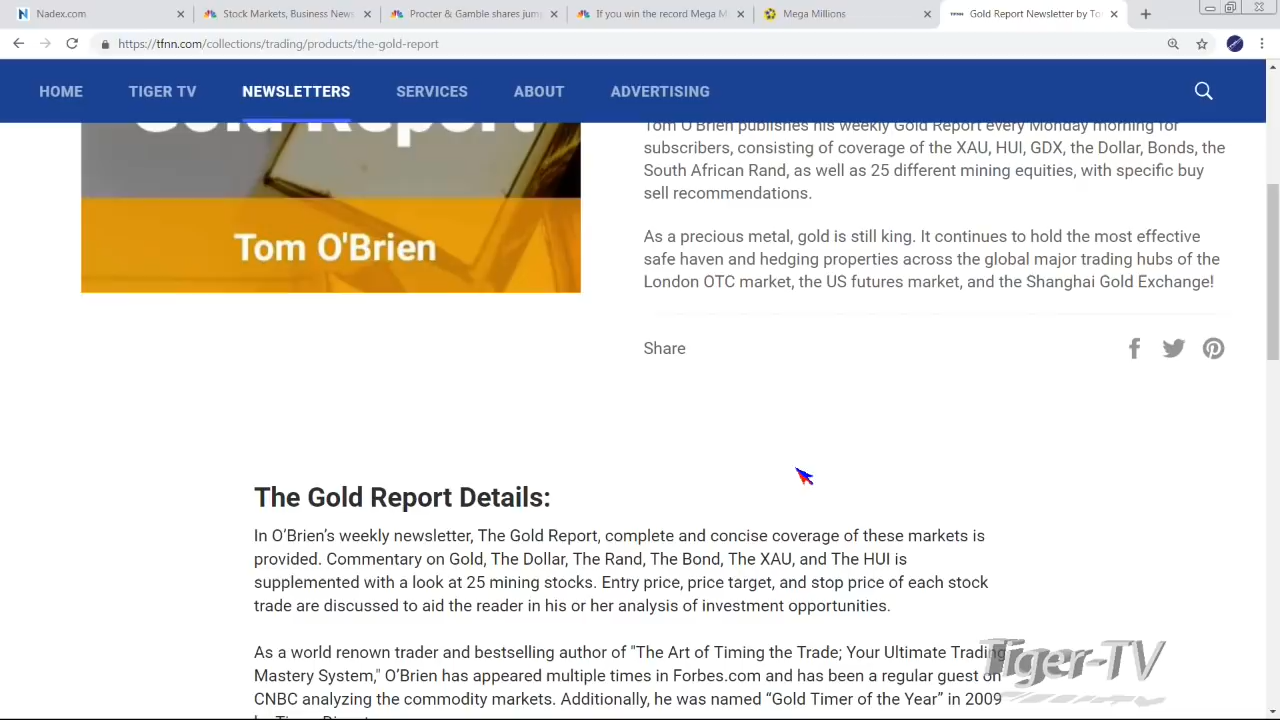 Nadex.com
Stock Markets, Business News
Procter & Gamble shares jum
If you win the record Mega M
Mega Millions
Gold Report Newsletter by To
https://tfnn.com/collections/trading/products/the-gold-report
HOME
TIGER TV
NEWSLETTERS
SERVICES
ABOUT
ADVERTISING
Gold Report
Tom O'Brien
Tom O'Brien publishes his weekly Gold Report every Monday morning for
subscribers, consisting of coverage of the XAU, HUI, GDX, the Dollar, Bonds, the
South African Rand, as well as 25 different mining equities, with specific buy
sell recommendations.
As a precious metal, gold is still king. It continues to hold the most effective
safe haven and hedging properties across the global major trading hubs of the
London OTC market, the US futures market, and the Shanghai Gold Exchange!
Share
The Gold Report Details:
In O’Brien’s weekly newsletter, The Gold Report, complete and concise coverage of these markets is
provided. Commentary on Gold, The Dollar, The Rand, The Bond, The XAU, and The HUI is
supplemented with a look at 25 mining stocks. Entry price, price target, and stop price of each stock
trade are discussed to aid the reader in his or her analysis of investment opportunities.
As a world renown trader and bestselling author of "The Art of Timing the Trade; Your Ultimate Trading
Mastery System," O’Brien has appeared multiple times in Forbes.com and has been a regular guest on
CNBC analyzing the commodity markets. Additionally, he was named “Gold Timer of the Year” in 2009
Tiger-TV